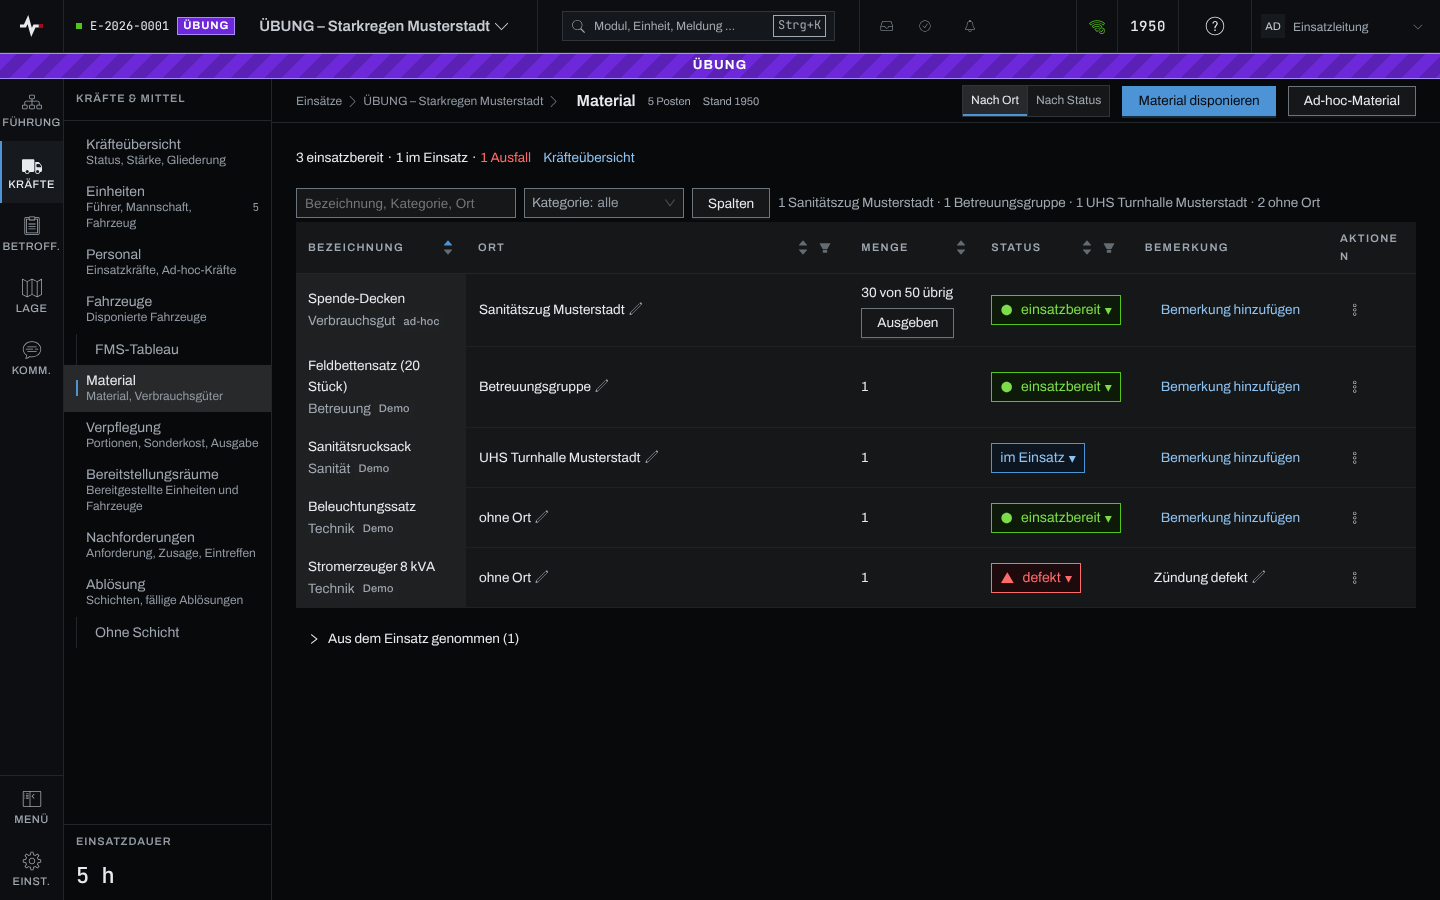 E-2026-0001 ÜBUNG ÜBUNG – Starkregen Musterstadt Modul, Einheit, Meldung ... Strg+K 1950 ? AD Einsatzleitung
ÜBUNG
FÜHRUNG
KRÄFTE
BETROFF.
LAGE
KOMM.
MENÜ
EINST.
KRÄFTE & MITTEL
Kräfteübersicht
Status, Stärke, Gliederung
Einheiten
Führer, Mannschaft, 5
Fahrzeug
Personal
Einsatzkräfte, Ad-hoc-Kräfte
Fahrzeuge
Disponierte Fahrzeuge
FMS-Tableau
Material
Material, Verbrauchsgüter
Verpflegung
Portionen, Sonderkost, Ausgabe
Bereitstellungsräume
Bereitgestellte Einheiten und
Fahrzeuge
Nachforderungen
Anforderung, Zusage, Eintreffen
Ablösung
Schichten, fällige Ablösungen
Ohne Schicht
EINSATZDAUER
5 h
Einsätze ÜBUNG – Starkregen Musterstadt Material 5 Posten Stand 1950 Nach Ort Nach Status Material disponieren Ad-hoc-Material
3 einsatzbereit · 1 im Einsatz · 1 Ausfall Kräfteübersicht
Bezeichnung, Kategorie, Ort Kategorie: alle Spalten 1 Sanitätszug Musterstadt · 1 Betreuungsgruppe · 1 UHS Turnhalle Musterstadt · 2 ohne Ort
BEZEICHNUNG ORT MENGE STATUS BEMERKUNG AKTIONE
N
Spende-Decken
Verbrauchsgut ad-hoc
Sanitätszug Musterstadt
30 von 50 übrig
Ausgeben
einsatzbereit
Bemerkung hinzufügen
Feldbettensatz (20
Stück)
Betreuung Demo
Betreuungsgruppe
1
einsatzbereit
Bemerkung hinzufügen
Sanitätsrucksack
Sanität Demo
UHS Turnhalle Musterstadt
1
im Einsatz
Bemerkung hinzufügen
Beleuchtungssatz
Technik Demo
ohne Ort
1
einsatzbereit
Bemerkung hinzufügen
Stromerzeuger 8 kVA
Technik Demo
ohne Ort
1
defekt
Zündung defekt
Aus dem Einsatz genommen (1)